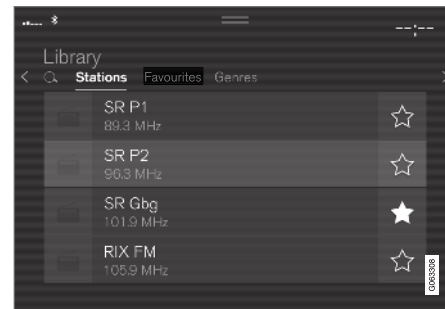 --:--
Library
Stations Favourites Genres
SR P1
89.3 MHz
SR P2
96.3 MHz
SR Gbg
101.9 MHz
RIX FM
105.9 MHz
G063308